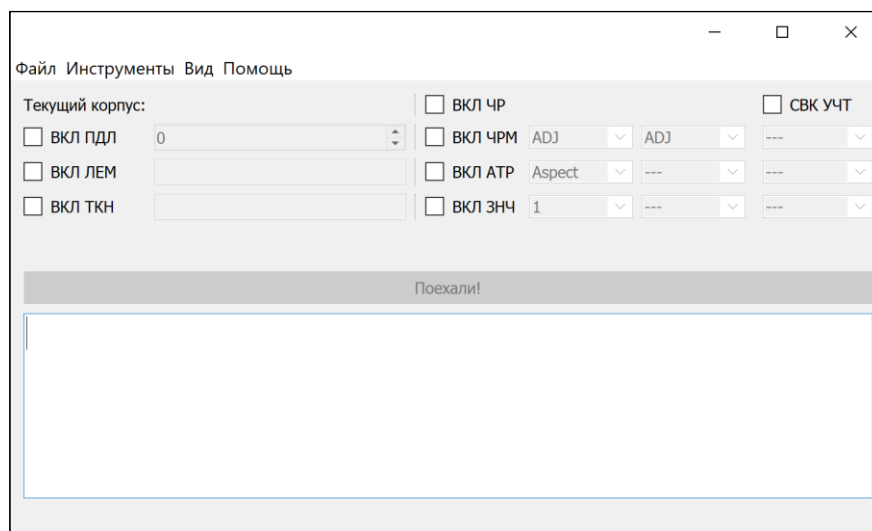 Файл Инструменты Вид Помощь
Текущий корпус: ВКЛ ЧР СВК УЧТ
ВКЛ ПДЛ 0 ВКЛ ЧРМ ADJ ADJ ---
ВКЛ ЛЕМ ВКЛ АТР Aspect --- ---
ВКЛ ТКН ВКЛ ЗНЧ 1 --- ---
Поехали!